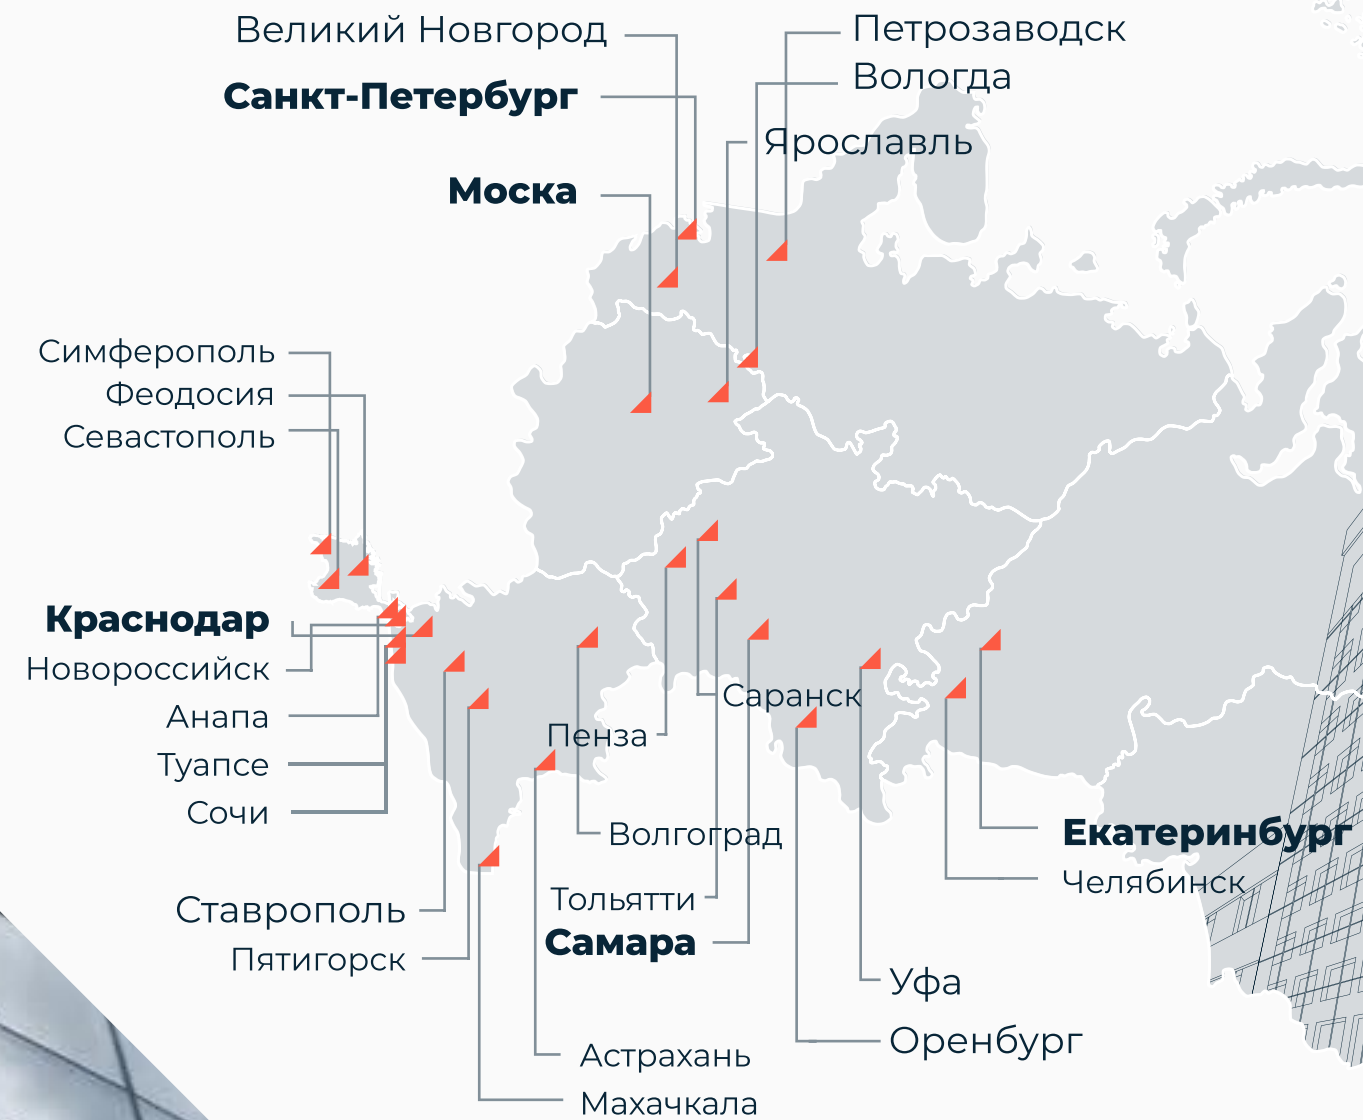 Великий Новгород
Санкт-Петербург
Моска
Петрозаводск
Вологда
Ярославль
Симферополь
Феодосия
Севастополь
Краснодар
Новороссийск
Анапа
Туапсе
Сочи
Саранск
Пенза
Волгоград
Тольятти
Самара
Екатеринбург
Челябинск
Ставрополь
Пятигорск
Уфа
Оренбург
Астрахань
Махачкала